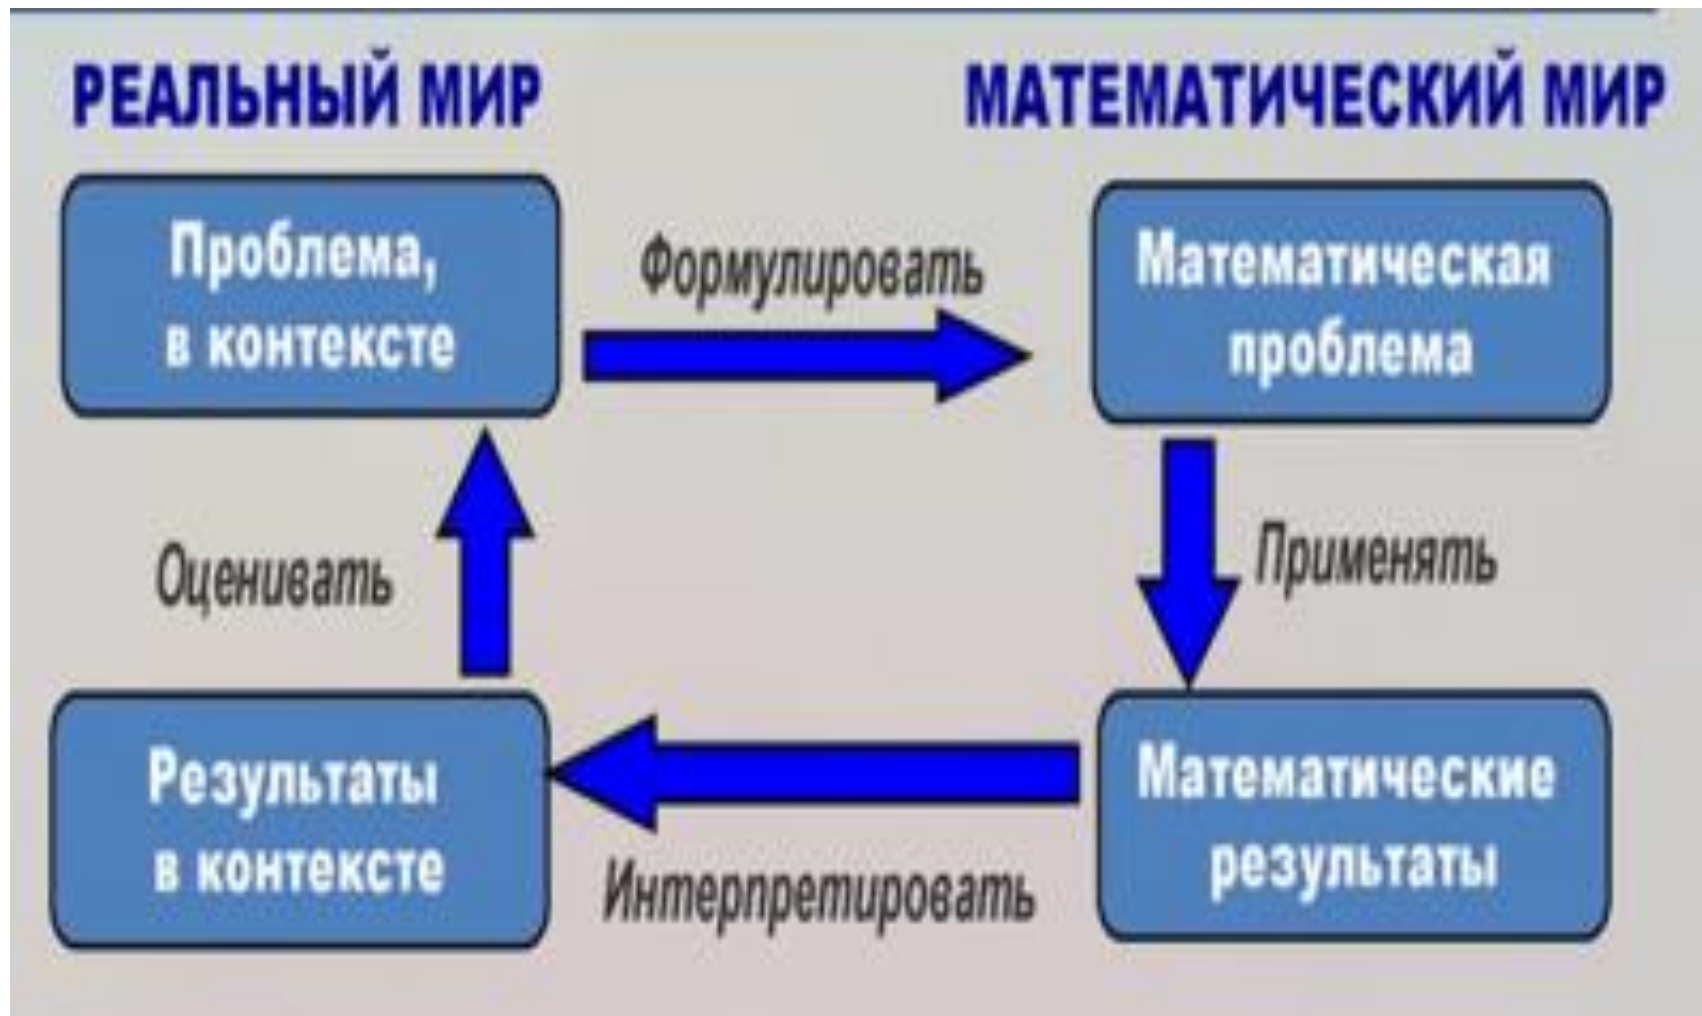 РЕАЛЬНЫЙ МИР
МАТЕМАТИЧЕСКИЙ МИР
Проблема,
в контексте
Формулировать
Математическая
проблема
Оценивать
Применять
Результаты
в контексте
Интерпретировать
Математические
результаты